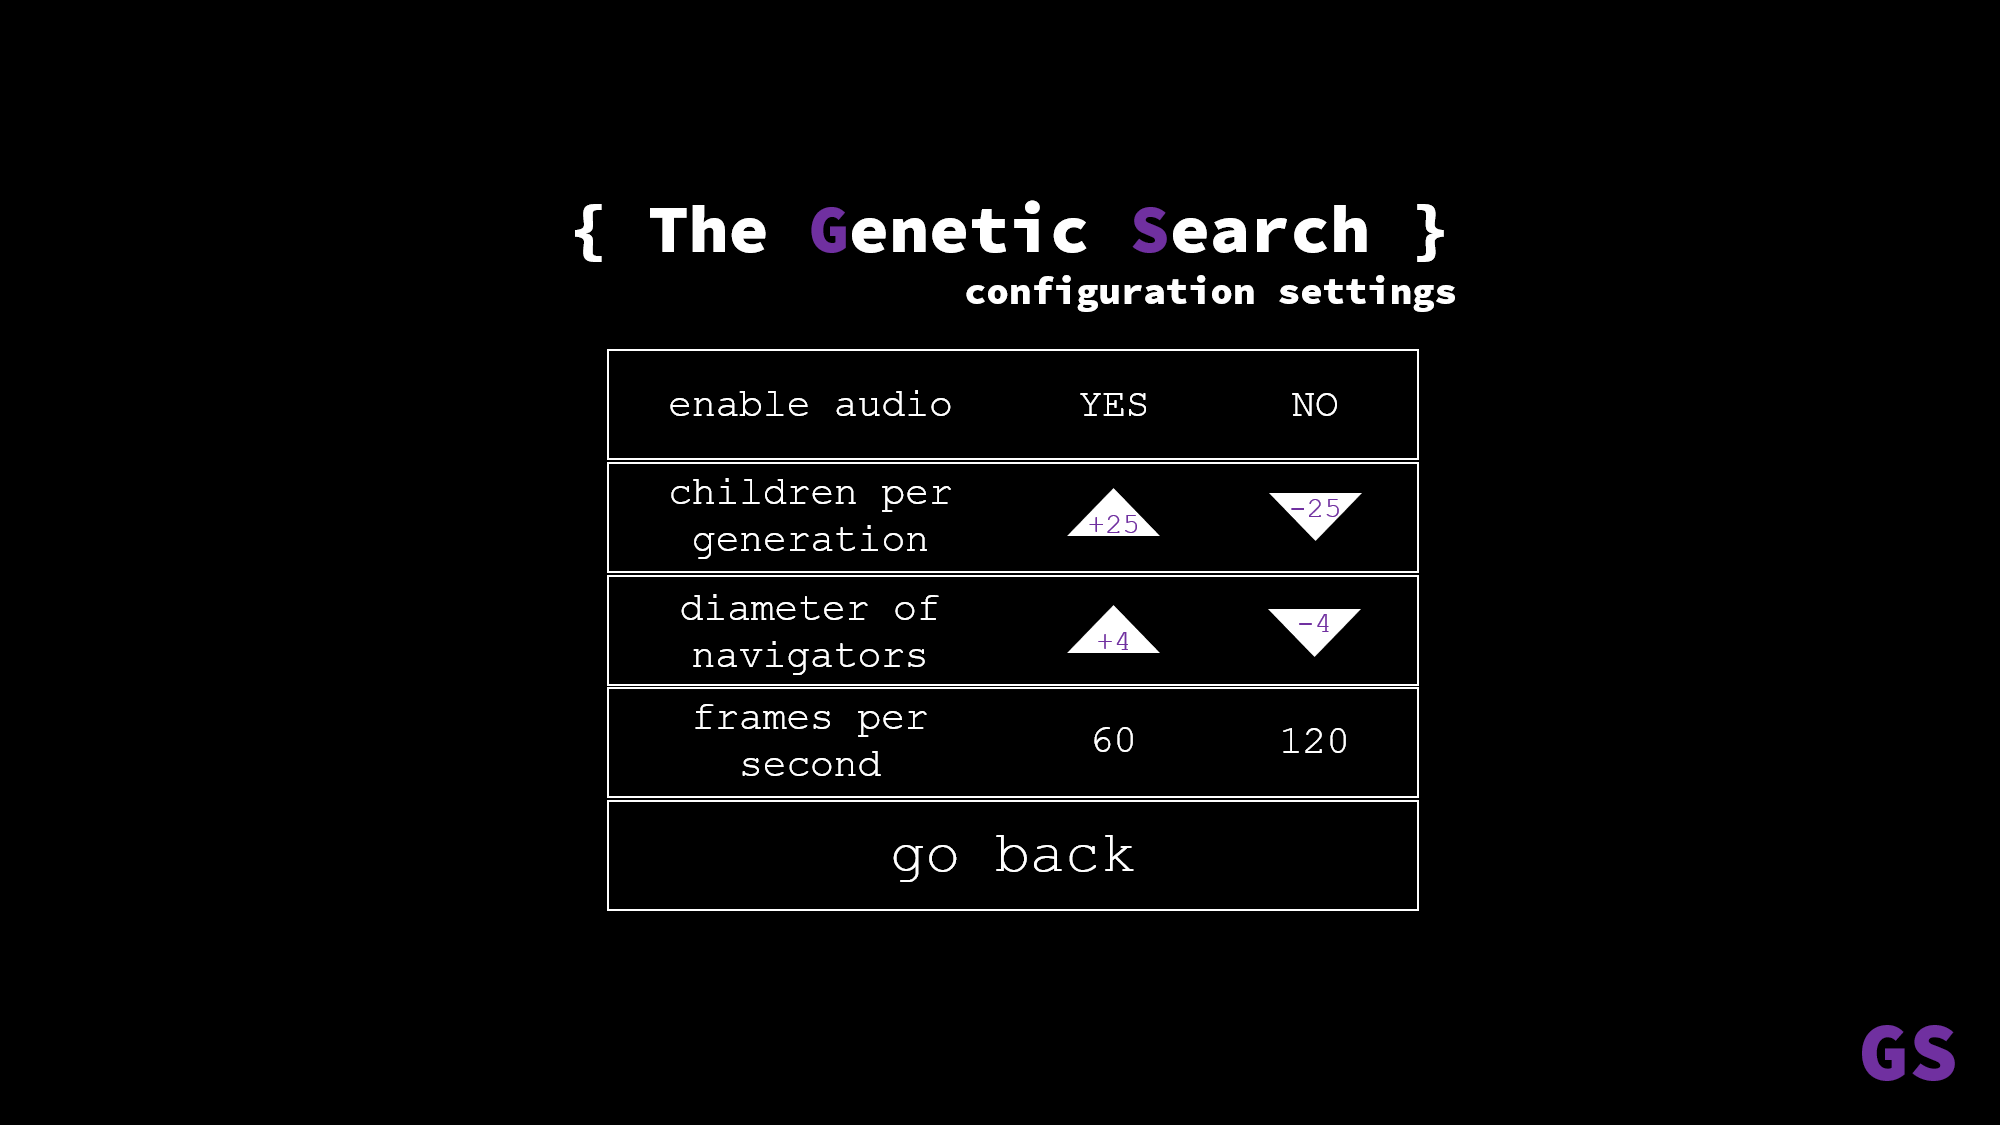 { The Genetic Search }
configuration settings
enable audio YES NO
children per
generation
+25 -25
diameter of
navigators
+4 -4
frames per
second
60 120
go back
GS